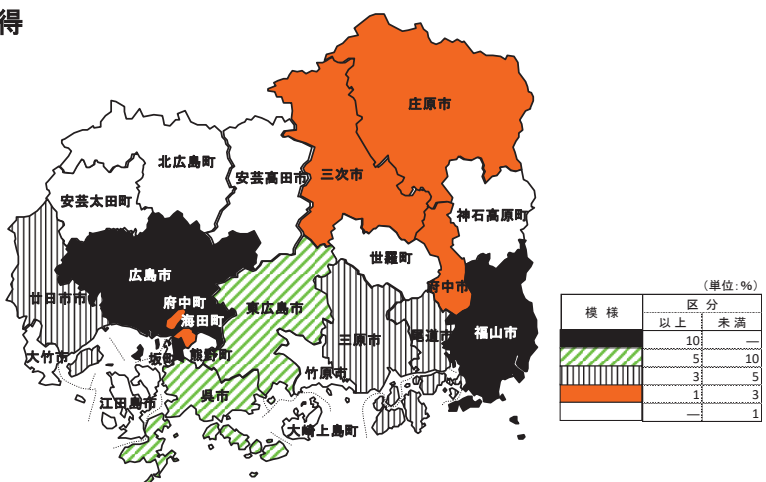 得
庄原市
北広島町
安芸高田市
三次市
安芸太田町
神石高原町
世羅町
広島市
府中市
廿日市市
府中町
東広島市
海田町
三原市
尾道市
福山市
大竹市
坂町
熊野町
竹原市
呉市
江田島市
大崎上島町
(単位:%)
模 様 区 分
以 上 未 満
10 ―
5 10
3 5
1 3
― 1